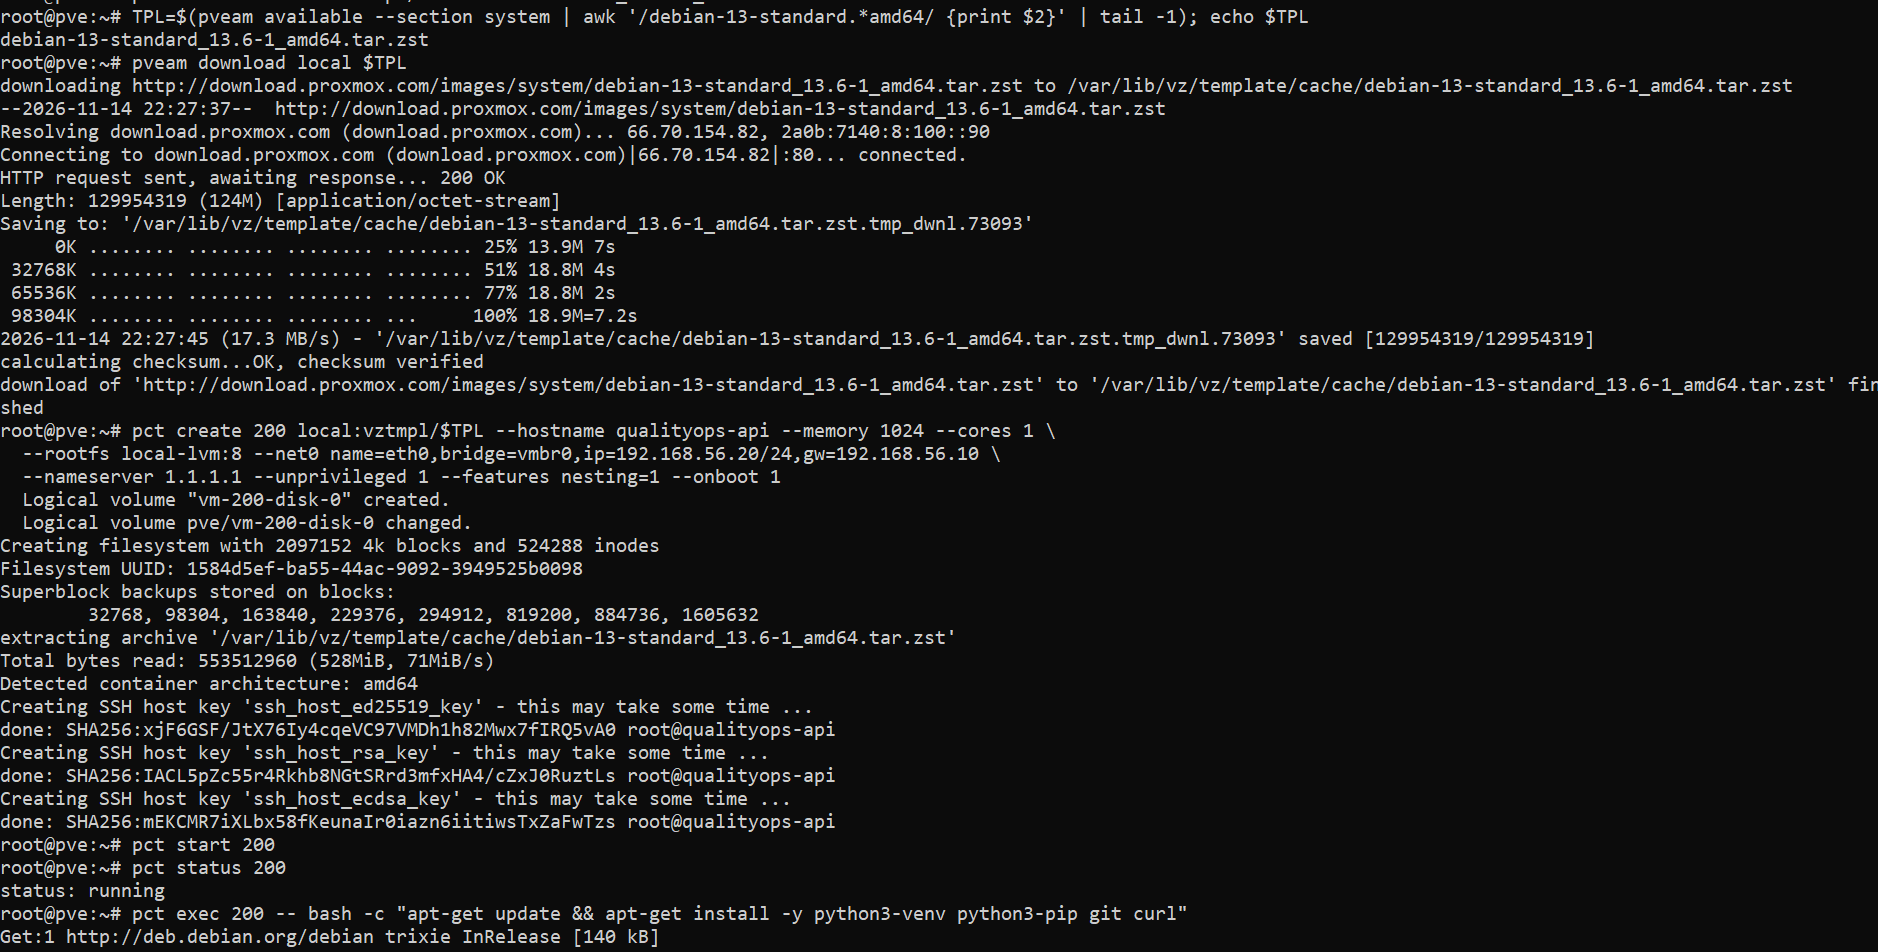 root@pve:~# TPL=$(pveam available --section system | awk '/debian-13-standard.*amd64/ {print $2}' | tail -1); echo $TPL
debian-13-standard_13.6-1_amd64.tar.zst
root@pve:~# pveam download local $TPL
downloading http://download.proxmox.com/images/system/debian-13-standard_13.6-1_amd64.tar.zst to /var/lib/vz/template/cache/debian-13-standard_13.6-1_amd64.tar.zst
--2026-11-14 22:27:37--  http://download.proxmox.com/images/system/debian-13-standard_13.6-1_amd64.tar.zst
Resolving download.proxmox.com (download.proxmox.com)... 66.70.154.82, 2a0b:7140:8:100::90
Connecting to download.proxmox.com (download.proxmox.com)|66.70.154.82|:80... connected.
HTTP request sent, awaiting response... 200 OK
Length: 129954319 (124M) [application/octet-stream]
Saving to: '/var/lib/vz/template/cache/debian-13-standard_13.6-1_amd64.tar.zst.tmp_dwnl.73093'
     0K ........ ........ ........ ........ 25% 13.9M 7s
 32768K ........ ........ ........ ........ 51% 18.8M 4s
 65536K ........ ........ ........ ........ 77% 18.8M 2s
 98304K ........ ........ ........ ...     100% 18.9M=7.2s
2026-11-14 22:27:45 (17.3 MB/s) - '/var/lib/vz/template/cache/debian-13-standard_13.6-1_amd64.tar.zst.tmp_dwnl.73093' saved [129954319/129954319]
calculating checksum...OK, checksum verified
download of 'http://download.proxmox.com/images/system/debian-13-standard_13.6-1_amd64.tar.zst' to '/var/lib/vz/template/cache/debian-13-standard_13.6-1_amd64.tar.zst' fin
shed
root@pve:~# pct create 200 local:vztmpl/$TPL --hostname qualityops-api --memory 1024 --cores 1 \
  --rootfs local-lvm:8 --net0 name=eth0,bridge=vmbr0,ip=192.168.56.20/24,gw=192.168.56.10 \
  --nameserver 1.1.1.1 --unprivileged 1 --features nesting=1 --onboot 1
  Logical volume "vm-200-disk-0" created.
  Logical volume pve/vm-200-disk-0 changed.
Creating filesystem with 2097152 4k blocks and 524288 inodes
Filesystem UUID: 1584d5ef-ba55-44ac-9092-3949525b0098
Superblock backups stored on blocks:
        32768, 98304, 163840, 229376, 294912, 819200, 884736, 1605632
extracting archive '/var/lib/vz/template/cache/debian-13-standard_13.6-1_amd64.tar.zst'
Total bytes read: 553512960 (528MiB, 71MiB/s)
Detected container architecture: amd64
Creating SSH host key 'ssh_host_ed25519_key' - this may take some time ...
done: SHA256:xjF6GSF/JtX76Iy4cqeVC97VMDh1h82Mwx7fIRQ5vA0 root@qualityops-api
Creating SSH host key 'ssh_host_rsa_key' - this may take some time ...
done: SHA256:IACL5pZc55r4Rkhb8NGtSRrd3mfxHA4/cZxJ0RuztLs root@qualityops-api
Creating SSH host key 'ssh_host_ecdsa_key' - this may take some time ...
done: SHA256:mEKCMR7iXLbx58fKeunaIr0iazn6iitiwsTxZaFwTzs root@qualityops-api
root@pve:~# pct start 200
root@pve:~# pct status 200
status: running
root@pve:~# pct exec 200 -- bash -c "apt-get update && apt-get install -y python3-venv python3-pip git curl"
Get:1 http://deb.debian.org/debian trixie InRelease [140 kB]